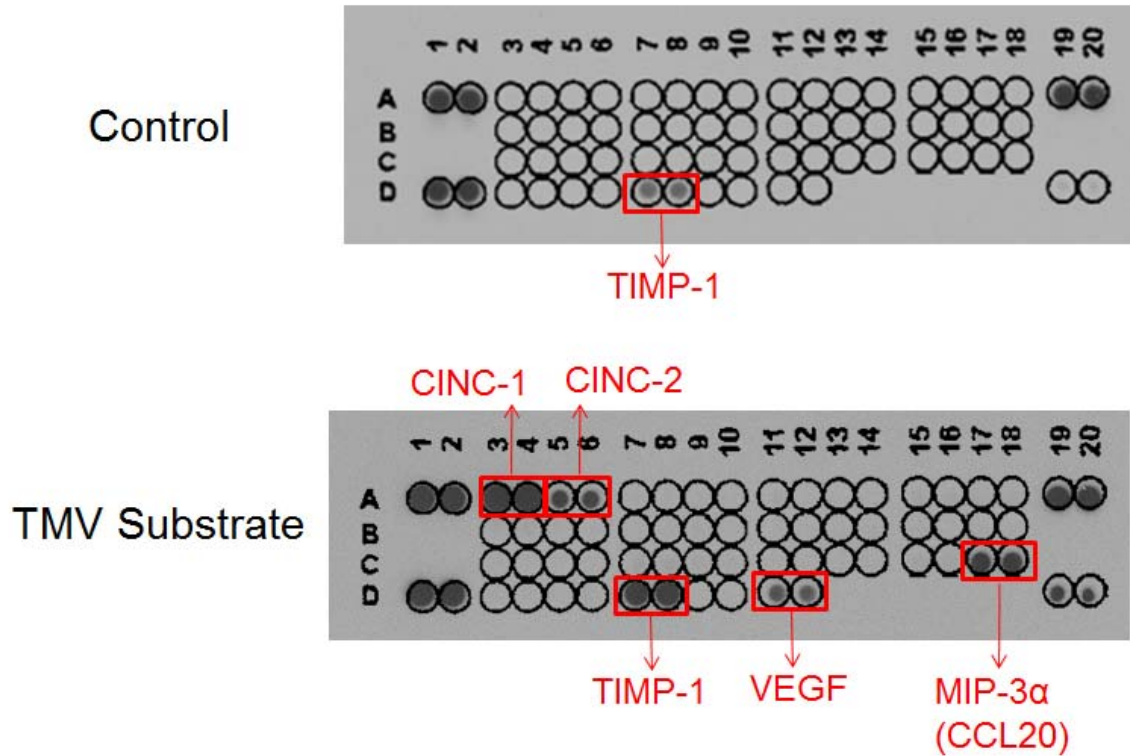 1 2 3 4 5 6 7 8 9 10 11 12 13 14 15 16 17 18 19 20
Control
A
B
C
D
TIMP-1
CINC-1 CINC-2
1 2 3 4 5 6 7 8 9 10 11 12 13 14 15 16 17 18 19 20
TMV Substrate
A
B
C
D
TIMP-1 VEGF MIP-3α
(CCL20)